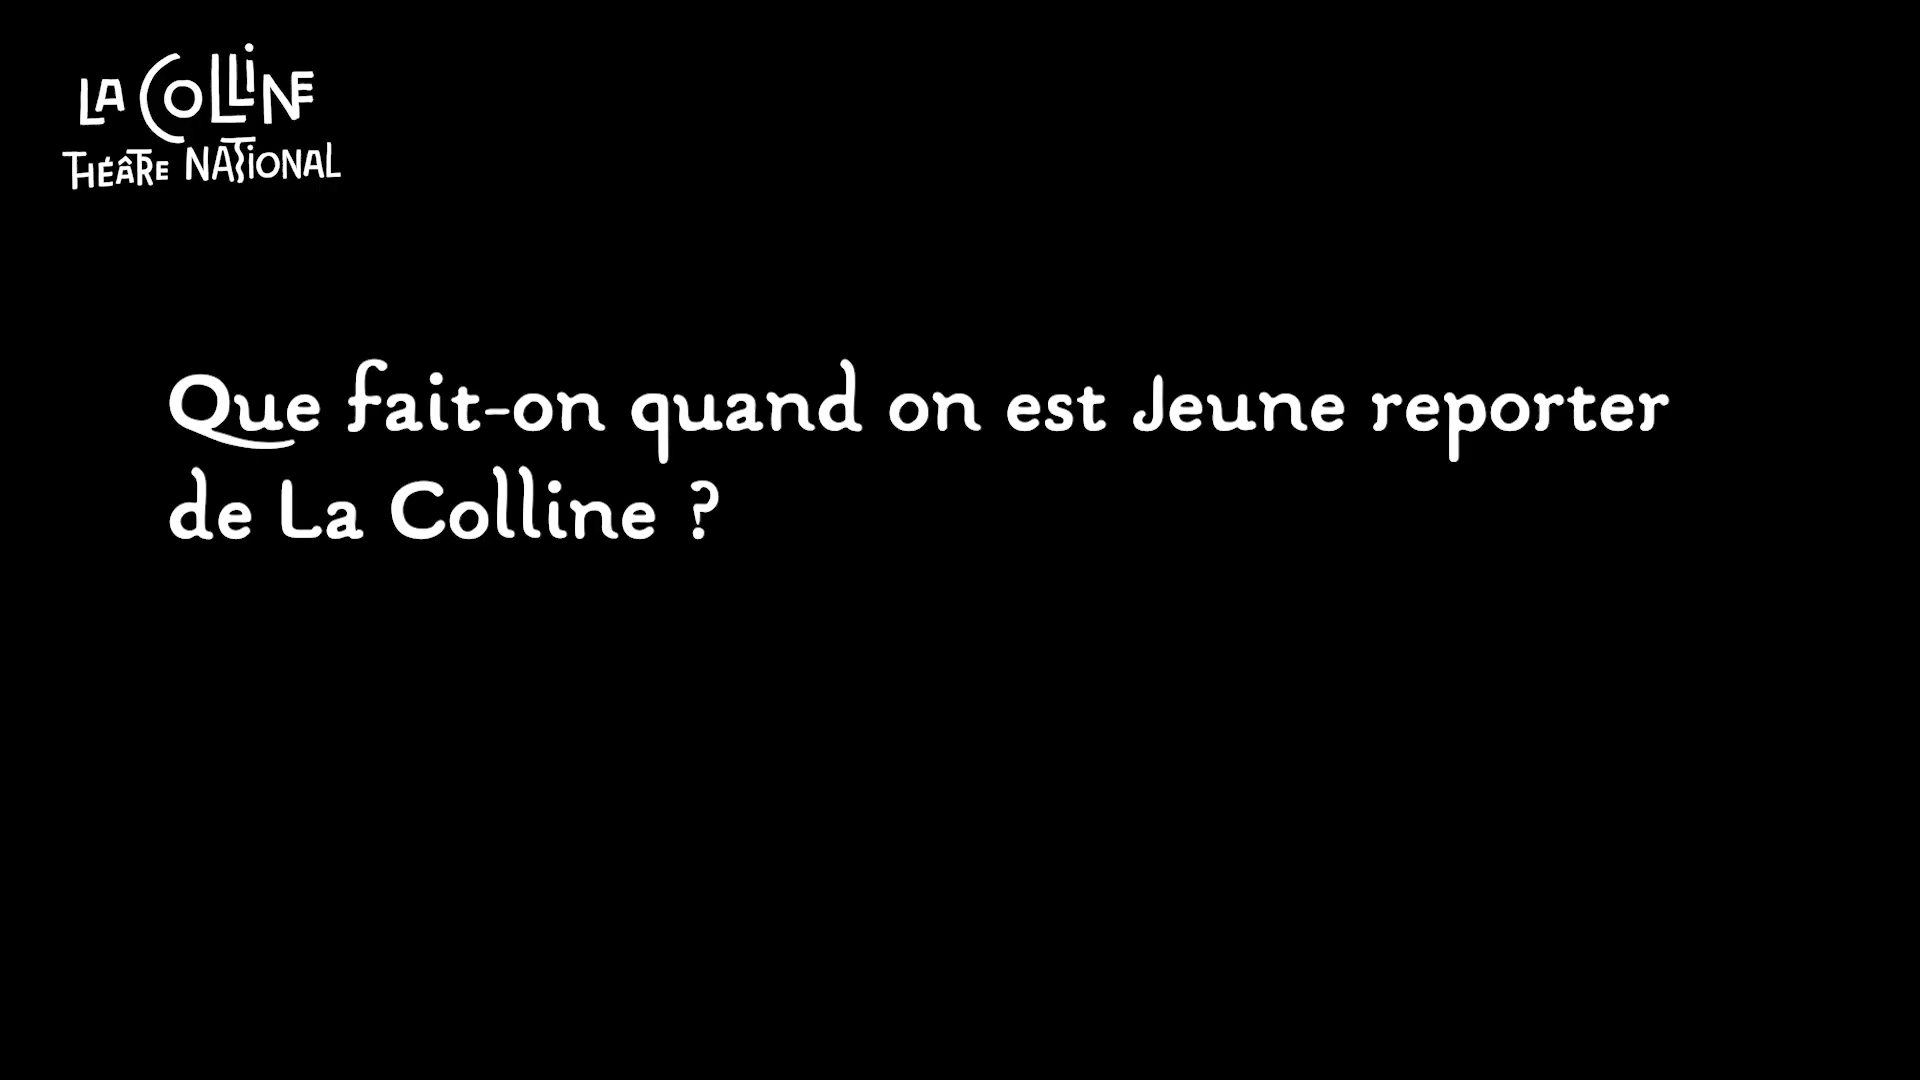 LA COLLiNE
THÉÂTRE NATiONAL
Que fait-on quand on est Jeune reporter
de La Colline ?